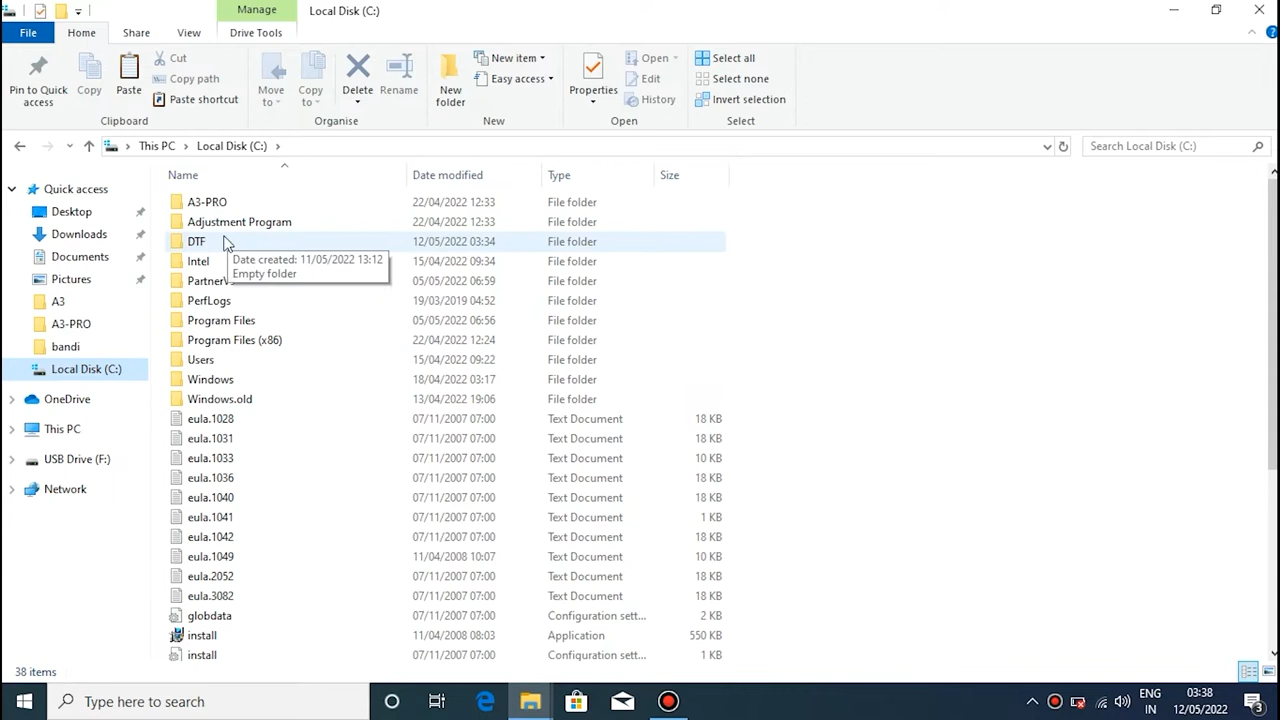 Manage
Local Disk (C:)
File
Home
Share
View
Drive Tools
Pin to Quick access
Copy
Paste
Cut
Copy path
Paste shortcut
Clipboard
Move to
Copy to
Delete
Rename
Organise
New folder
New item
Easy access
New
Properties
Open
Edit
History
Open
Select all
Select none
Invert selection
Select
This PC
Local Disk (C:)
Search Local Disk (C:)
Quick access
Desktop
Downloads
Documents
Pictures
A3
A3-PRO
bandi
Local Disk (C:)
OneDrive
This PC
USB Drive (F:)
Network
Name Date modified Type Size
A3-PRO 22/04/2022 12:33 File folder
Adjustment Program 22/04/2022 12:33 File folder
DTF 12/05/2022 03:34 File folder
Date created: 11/05/2022 13:12
Empty folder
Intel 15/04/2022 09:34 File folder
05/05/2022 06:59 File folder
PerfLogs 19/03/2019 04:52 File folder
Program Files 05/05/2022 06:56 File folder
Program Files (x86) 22/04/2022 12:24 File folder
Users 15/04/2022 09:22 File folder
Windows 18/04/2022 03:17 File folder
Windows.old 13/04/2022 19:06 File folder
eula.1028 07/11/2007 07:00 Text Document 18 KB
eula.1031 07/11/2007 07:00 Text Document 18 KB
eula.1033 07/11/2007 07:00 Text Document 10 KB
eula.1036 07/11/2007 07:00 Text Document 18 KB
eula.1040 07/11/2007 07:00 Text Document 18 KB
eula.1041 07/11/2007 07:00 Text Document 1 KB
eula.1042 07/11/2007 07:00 Text Document 18 KB
eula.1049 11/04/2008 10:07 Text Document 10 KB
eula.2052 07/11/2007 07:00 Text Document 18 KB
eula.3082 07/11/2007 07:00 Text Document 18 KB
globdata 07/11/2007 07:00 Configuration sett... 2 KB
install 11/04/2008 08:03 Application 550 KB
install 07/11/2007 07:00 Configuration sett... 1 KB
38 items
Type here to search
ENG
IN
03:38
12/05/2022
3